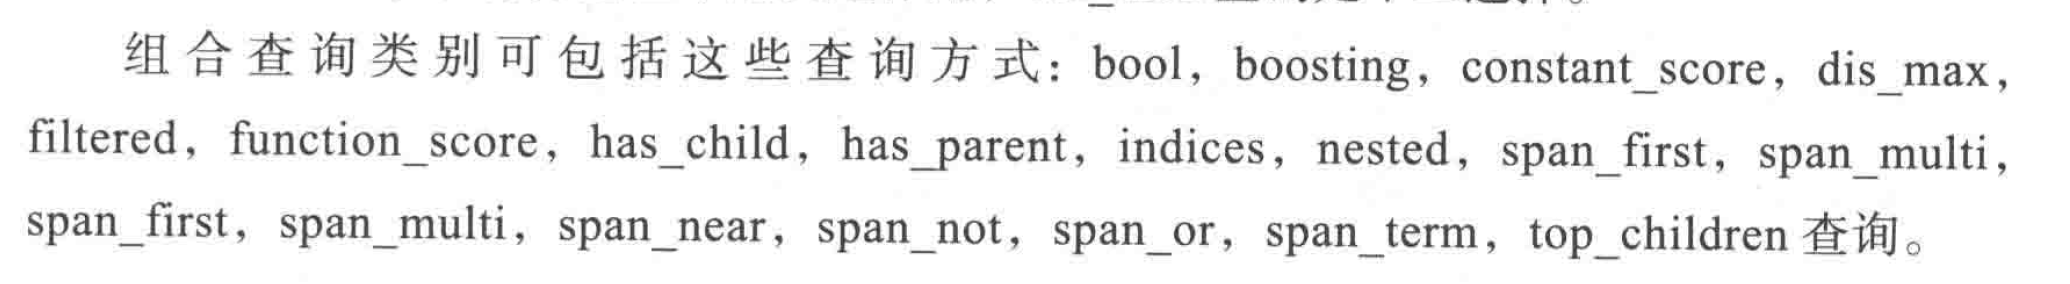 组合查询类别可包括这些查询方式：bool，boosting，constant_score，dis_max，
filtered，function_score，has_child，has_parent，indices，nested，span_first，span_multi，
span_first，span_multi，span_near，span_not，span_or，span_term，top_children 查询。